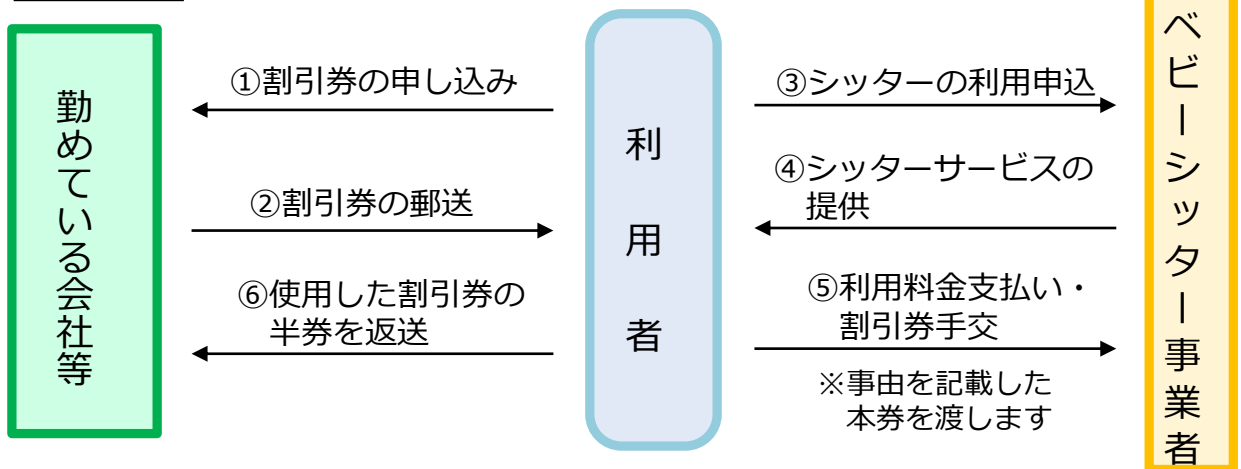 勤めている会社等
①割引券の申し込み
②割引券の郵送
⑥使用した割引券の
半券を返送
利用者
③シッターの利用申込
④シッターサービスの
提供
⑤利用料金支払い・
割引券手交
※事由を記載した
本券を渡します
ベビーシッター事業者